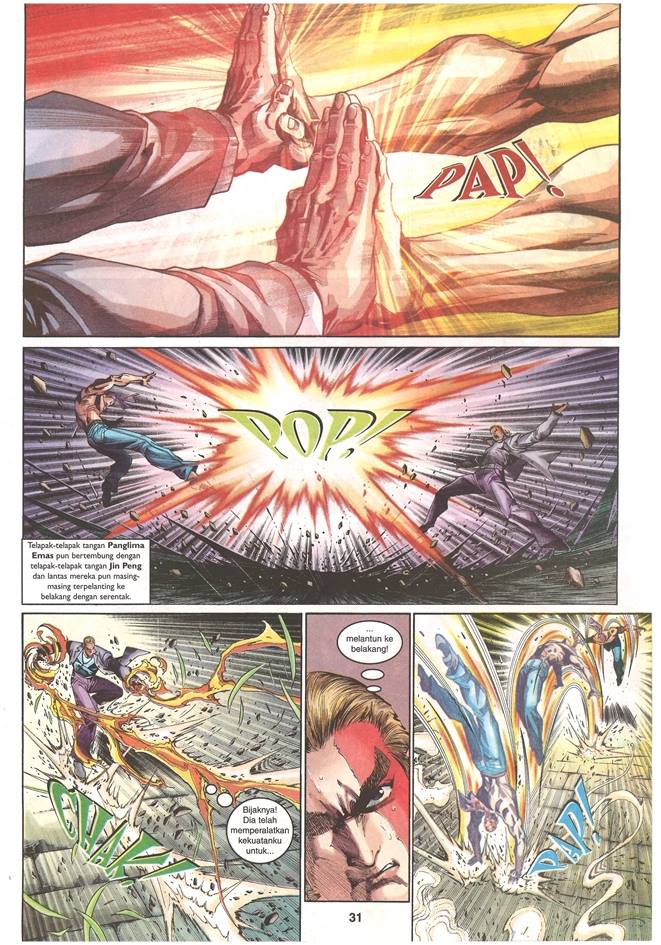 PAP!
POP!
Telapak-telapak tangan Panglima
Emas pun bertembung dengan
telapak-telapak tangan Jin Peng
dan lantas mereka pun masing-
masing terpelanting ke
belakang dengan serentak.
GHAK!
Bijaknya!
Dia telah
memperalatkan
kekuatanku
untuk...
...
melantun ke
belakang!
PAP!
31